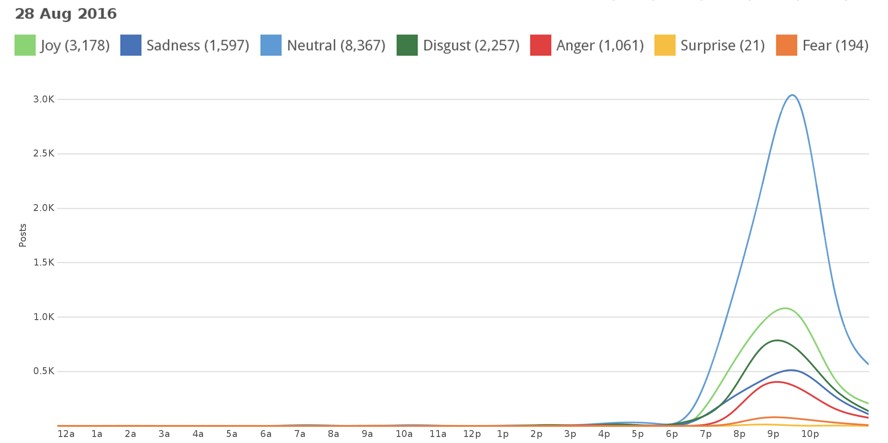 28 Aug 2016
Joy (3,178) Sadness (1,597) Neutral (8,367) Disgust (2,257) Anger (1,061) Surprise (21) Fear (194)
3.0K
2.5K
2.0K
Posts
1.5K
1.0K
0.5K
12a 1a 2a 3a 4a 5a 6a 7a 8a 9a 10a 11a 12p 1p 2p 3p 4p 5p 6p 7p 8p 9p 10p